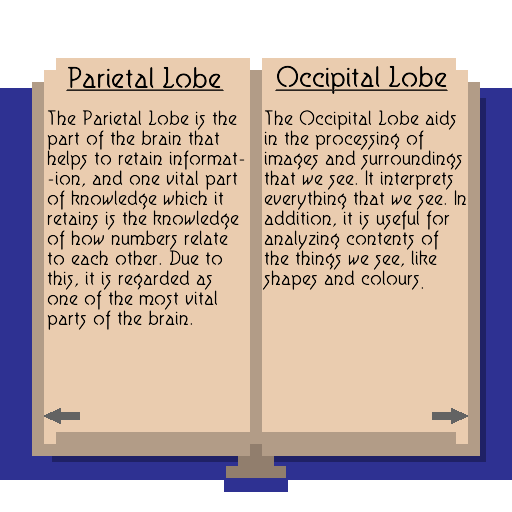 Parietal Lobe
The Parietal Lobe is the
part of the brain that
helps to retain informat-
-ion, and one vital part
of knowledge which it
retains is the knowledge
of how numbers relate
to each other. Due to
this, it is regarded as
one of the most vital
parts of the brain.
Occipital Lobe
The Occipital Lobe aids
in the processing of
images and surroundings
that we see. It interprets
everything that we see. In
addition, it is useful for
analyzing contents of
the things we see, like
shapes and colours.